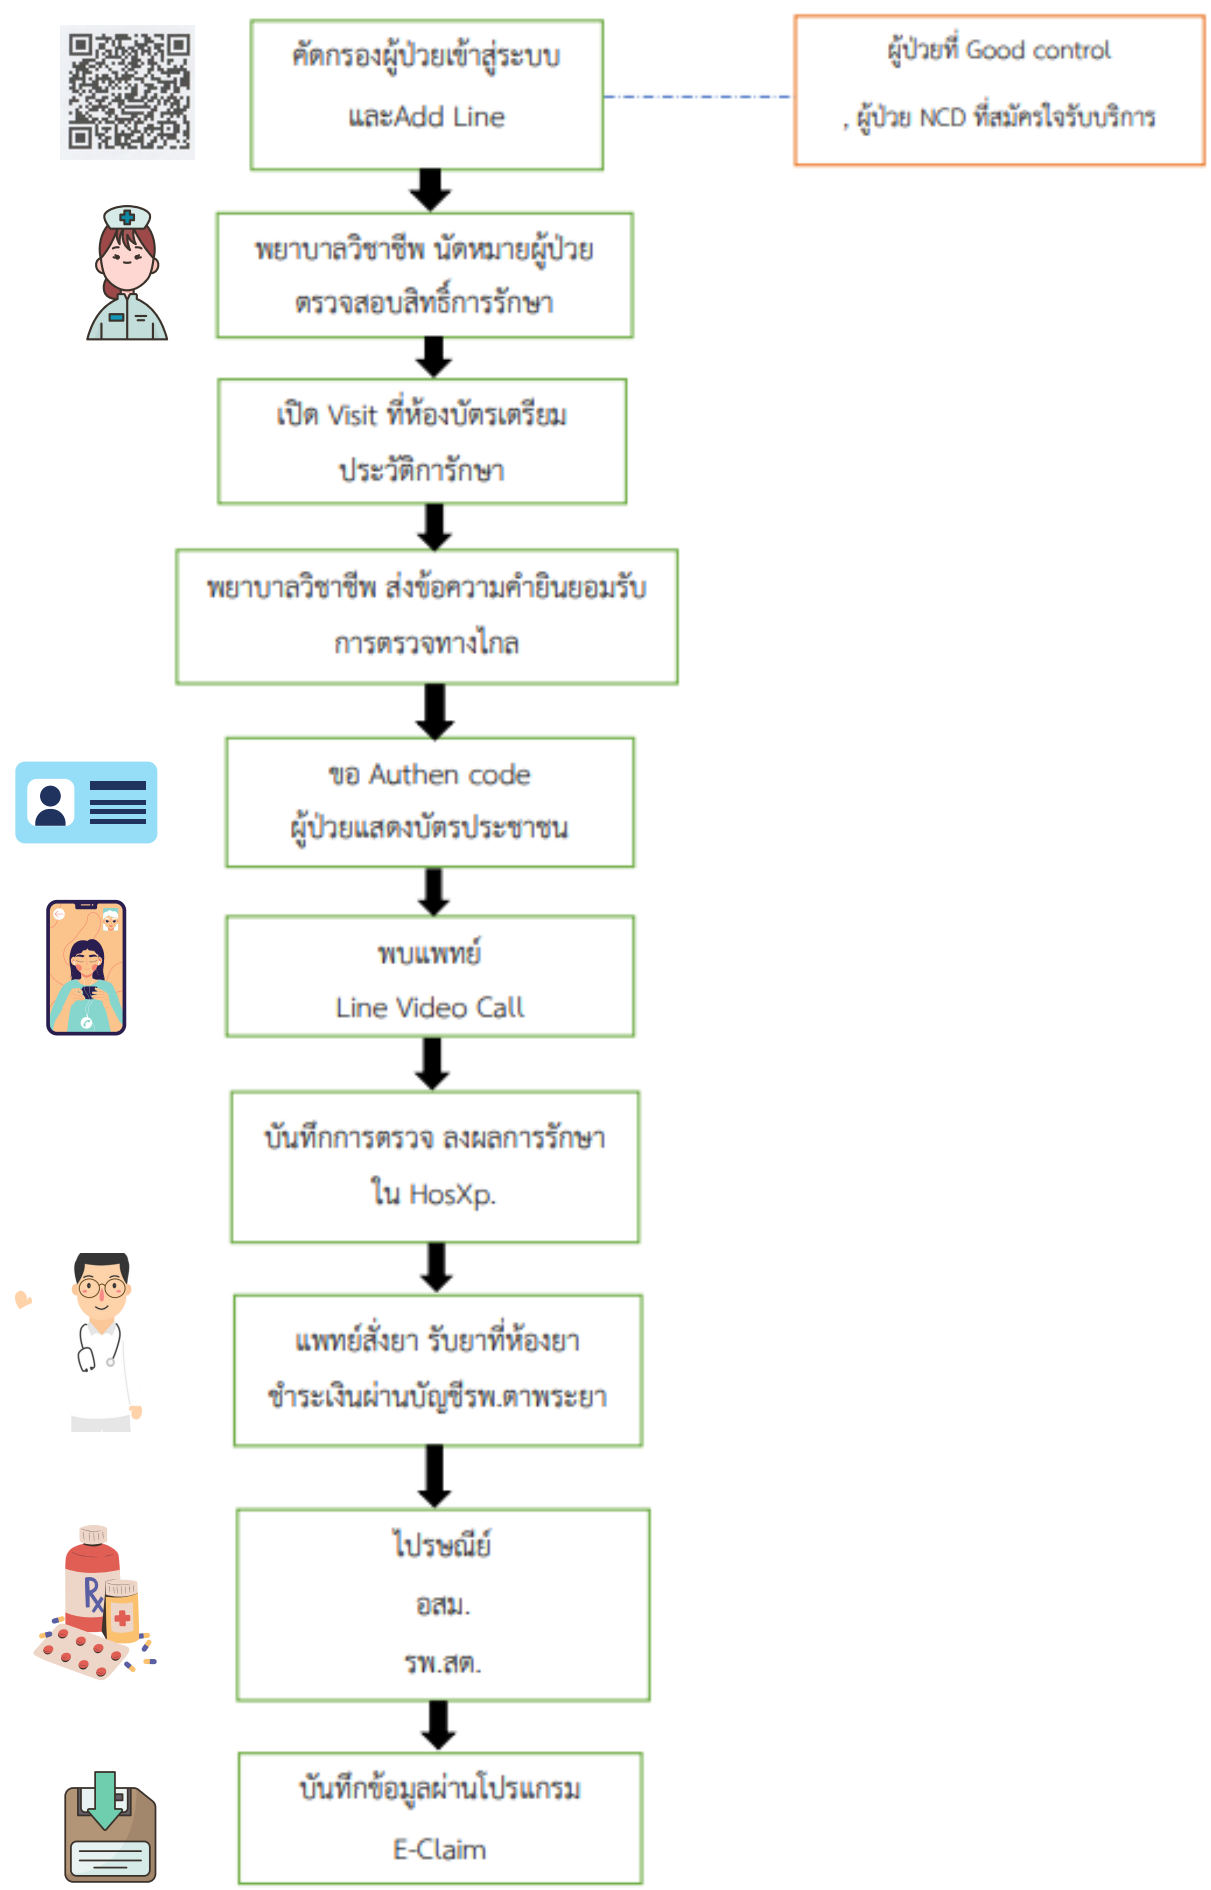 คัดกรองผู้ป่วยเข้าสู่ระบบ
และAdd Line
ผู้ป่วยที่ Good control
, ผู้ป่วย NCD ที่สมัครใจรับบริการ
พยาบาลวิชาชีพ นัดหมายผู้ป่วย
ตรวจสอบสิทธิ์การรักษา
เปิด Visit ที่ห้องบัตรเตรียม
ประวัติการรักษา
พยาบาลวิชาชีพ ส่งข้อความคำยินยอมรับ
การตรวจทางไกล
ขอ Authen code
ผู้ป่วยแสดงบัตรประชาชน
พบแพทย์
Line Video Call
บันทึกการตรวจ ลงผลการรักษา
ใน HosXp.
แพทย์สั่งยา รับยาที่ห้องยา
ชำระเงินผ่านบัญชีรพ.ตาพระยา
ไปรษณีย์
อสม.
รพ.สต.
Rx
บันทึกข้อมูลผ่านโปรแกรม
E-Claim